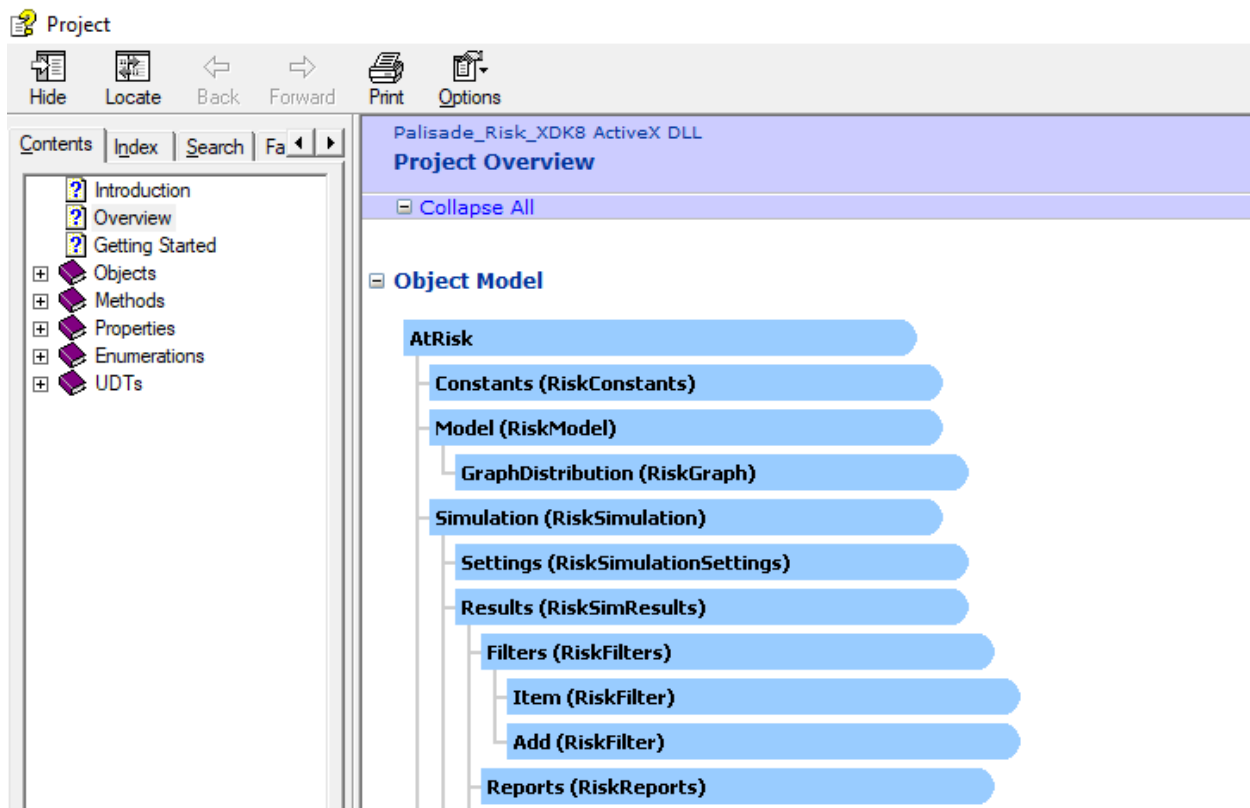 Project
Hide Locate Back Forward Print Options
Contents Index Search Fa
Introduction
Overview
Getting Started
Objects
Methods
Properties
Enumerations
UDTs
Palisade_Risk_XDK8 ActiveX DLL
Project Overview
Collapse All
Object Model
AtRisk
Constants (RiskConstants)
Model (RiskModel)
GraphDistribution (RiskGraph)
Simulation (RiskSimulation)
Settings (RiskSimulationSettings)
Results (RiskSimResults)
Filters (RiskFilters)
Item (RiskFilter)
Add (RiskFilter)
Reports (RiskReports)